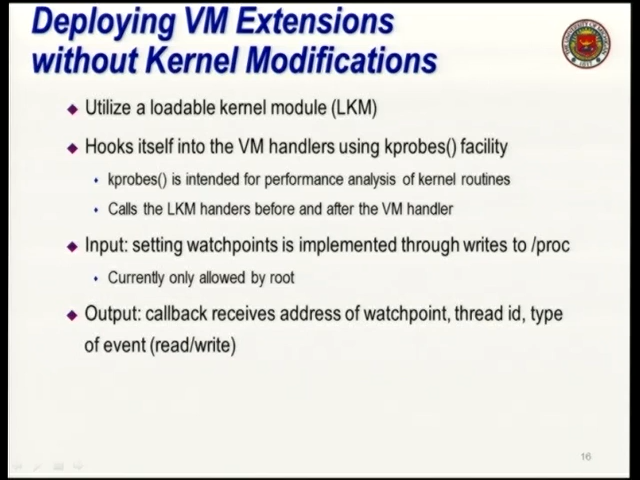 Deploying VM Extensions
without Kernel Modifications
Utilize a loadable kernel module (LKM)
Hooks itself into the VM handlers using kprobes() facility
kprobes() is intended for performance analysis of kernel routines
Calls the LKM handers before and after the VM handler
Input: setting watchpoints is implemented through writes to /proc
Currently only allowed by root
Output: callback receives address of watchpoint, thread id, type
of event (read/write)
16